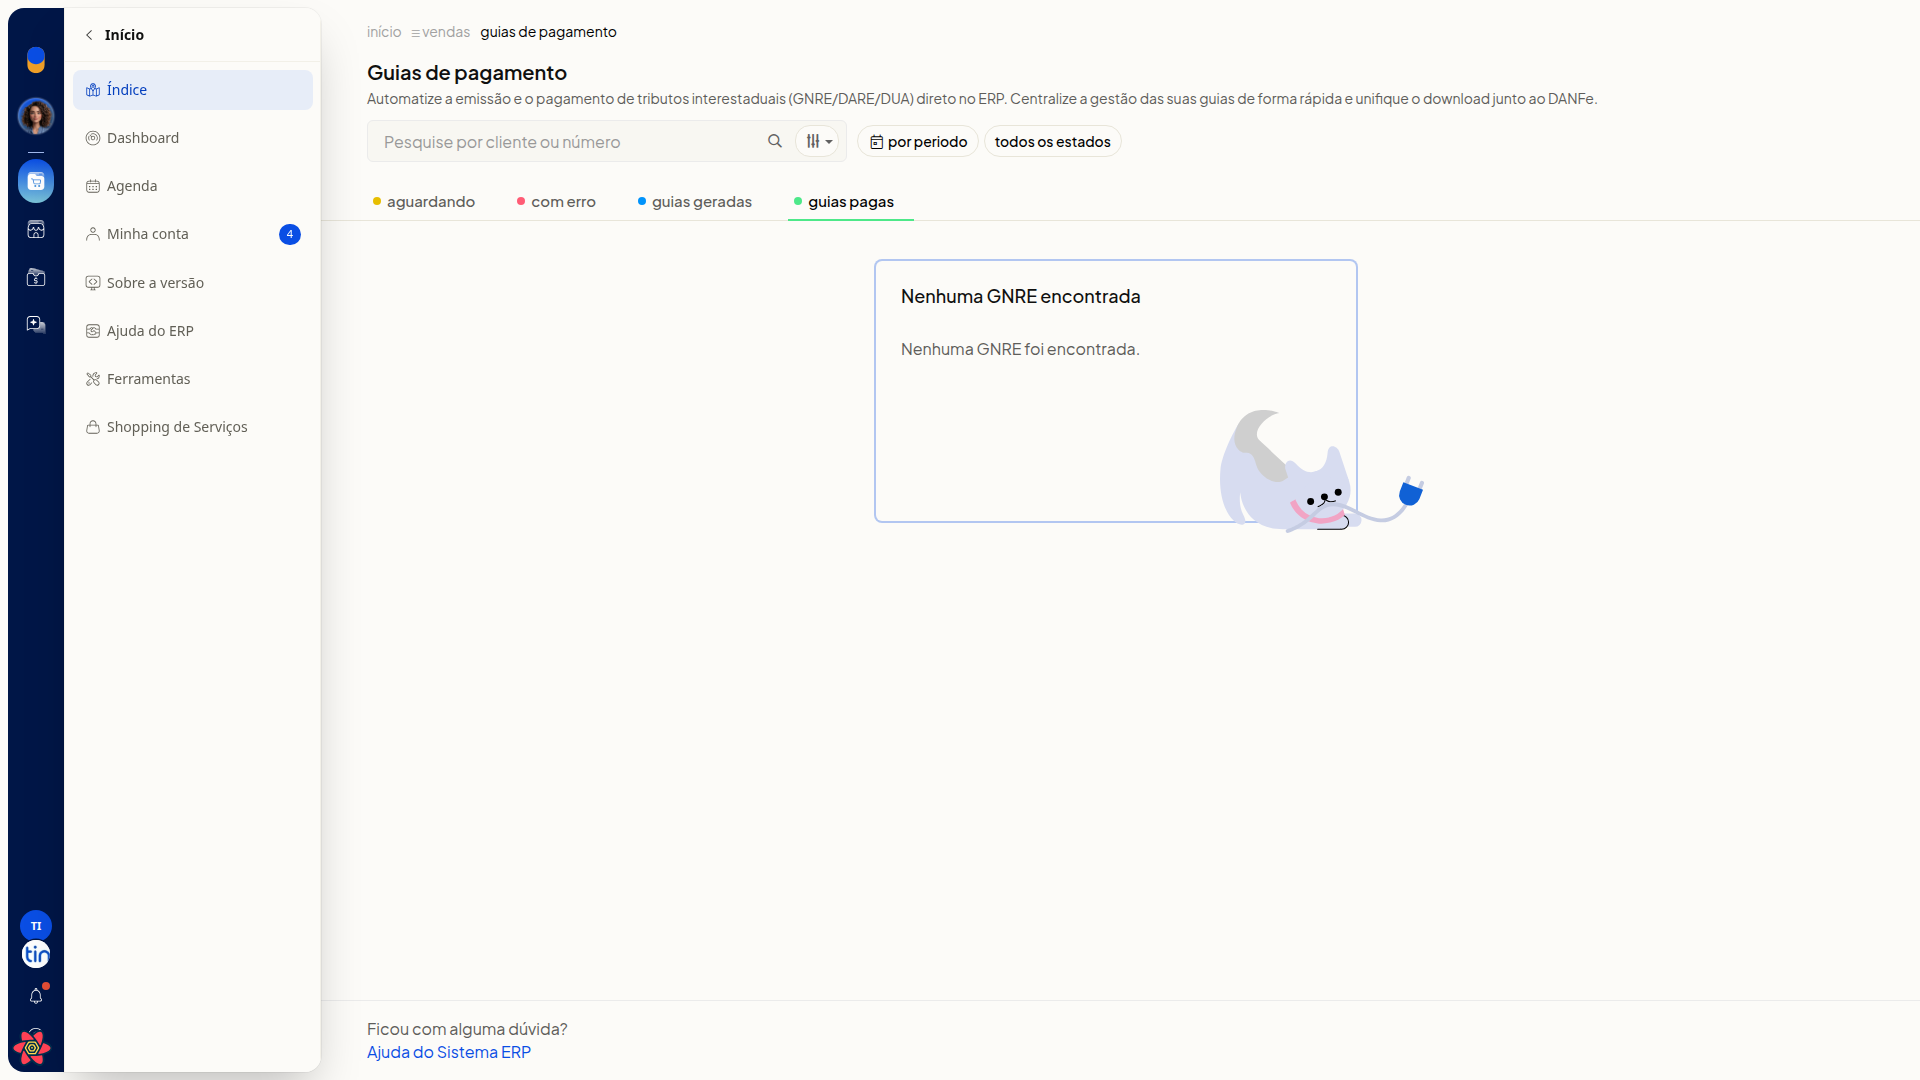 Início
Índice
Dashboard
Agenda
Minha conta
4
Sobre a versão
Ajuda do ERP
Ferramentas
Shopping de Serviços
TI
tin
início
vendas
guias de pagamento
Guias de pagamento
Automatize a emissão e o pagamento de tributos interestaduais (GNRE/DARE/DUA) direto no ERP. Centralize a gestão das suas guias de forma rápida e unifique o download junto ao DANFe.
Pesquise por cliente ou número
por periodo
todos os estados
aguardando
com erro
guias geradas
guias pagas
Nenhuma GNRE encontrada
Nenhuma GNRE foi encontrada.
Ficou com alguma dúvida?
Ajuda do Sistema ERP